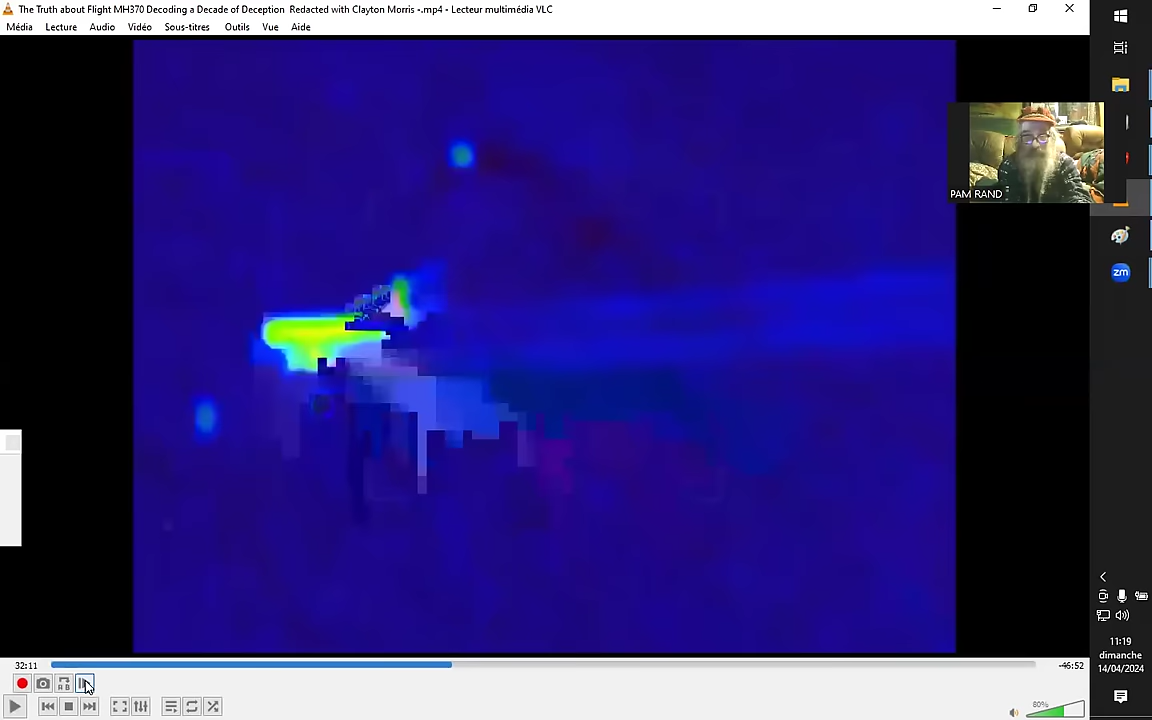 The Truth about Flight MH370 Decoding a Decade of Deception  Redacted with Clayton Morris -.mp4 - Lecteur multimédia VLC
Média Lecture Audio Vidéo Sous-titres Outils Vue Aide
PAM RAND
zm
32:11
-46:52
A B
80%
11:19
dimanche
14/04/2024